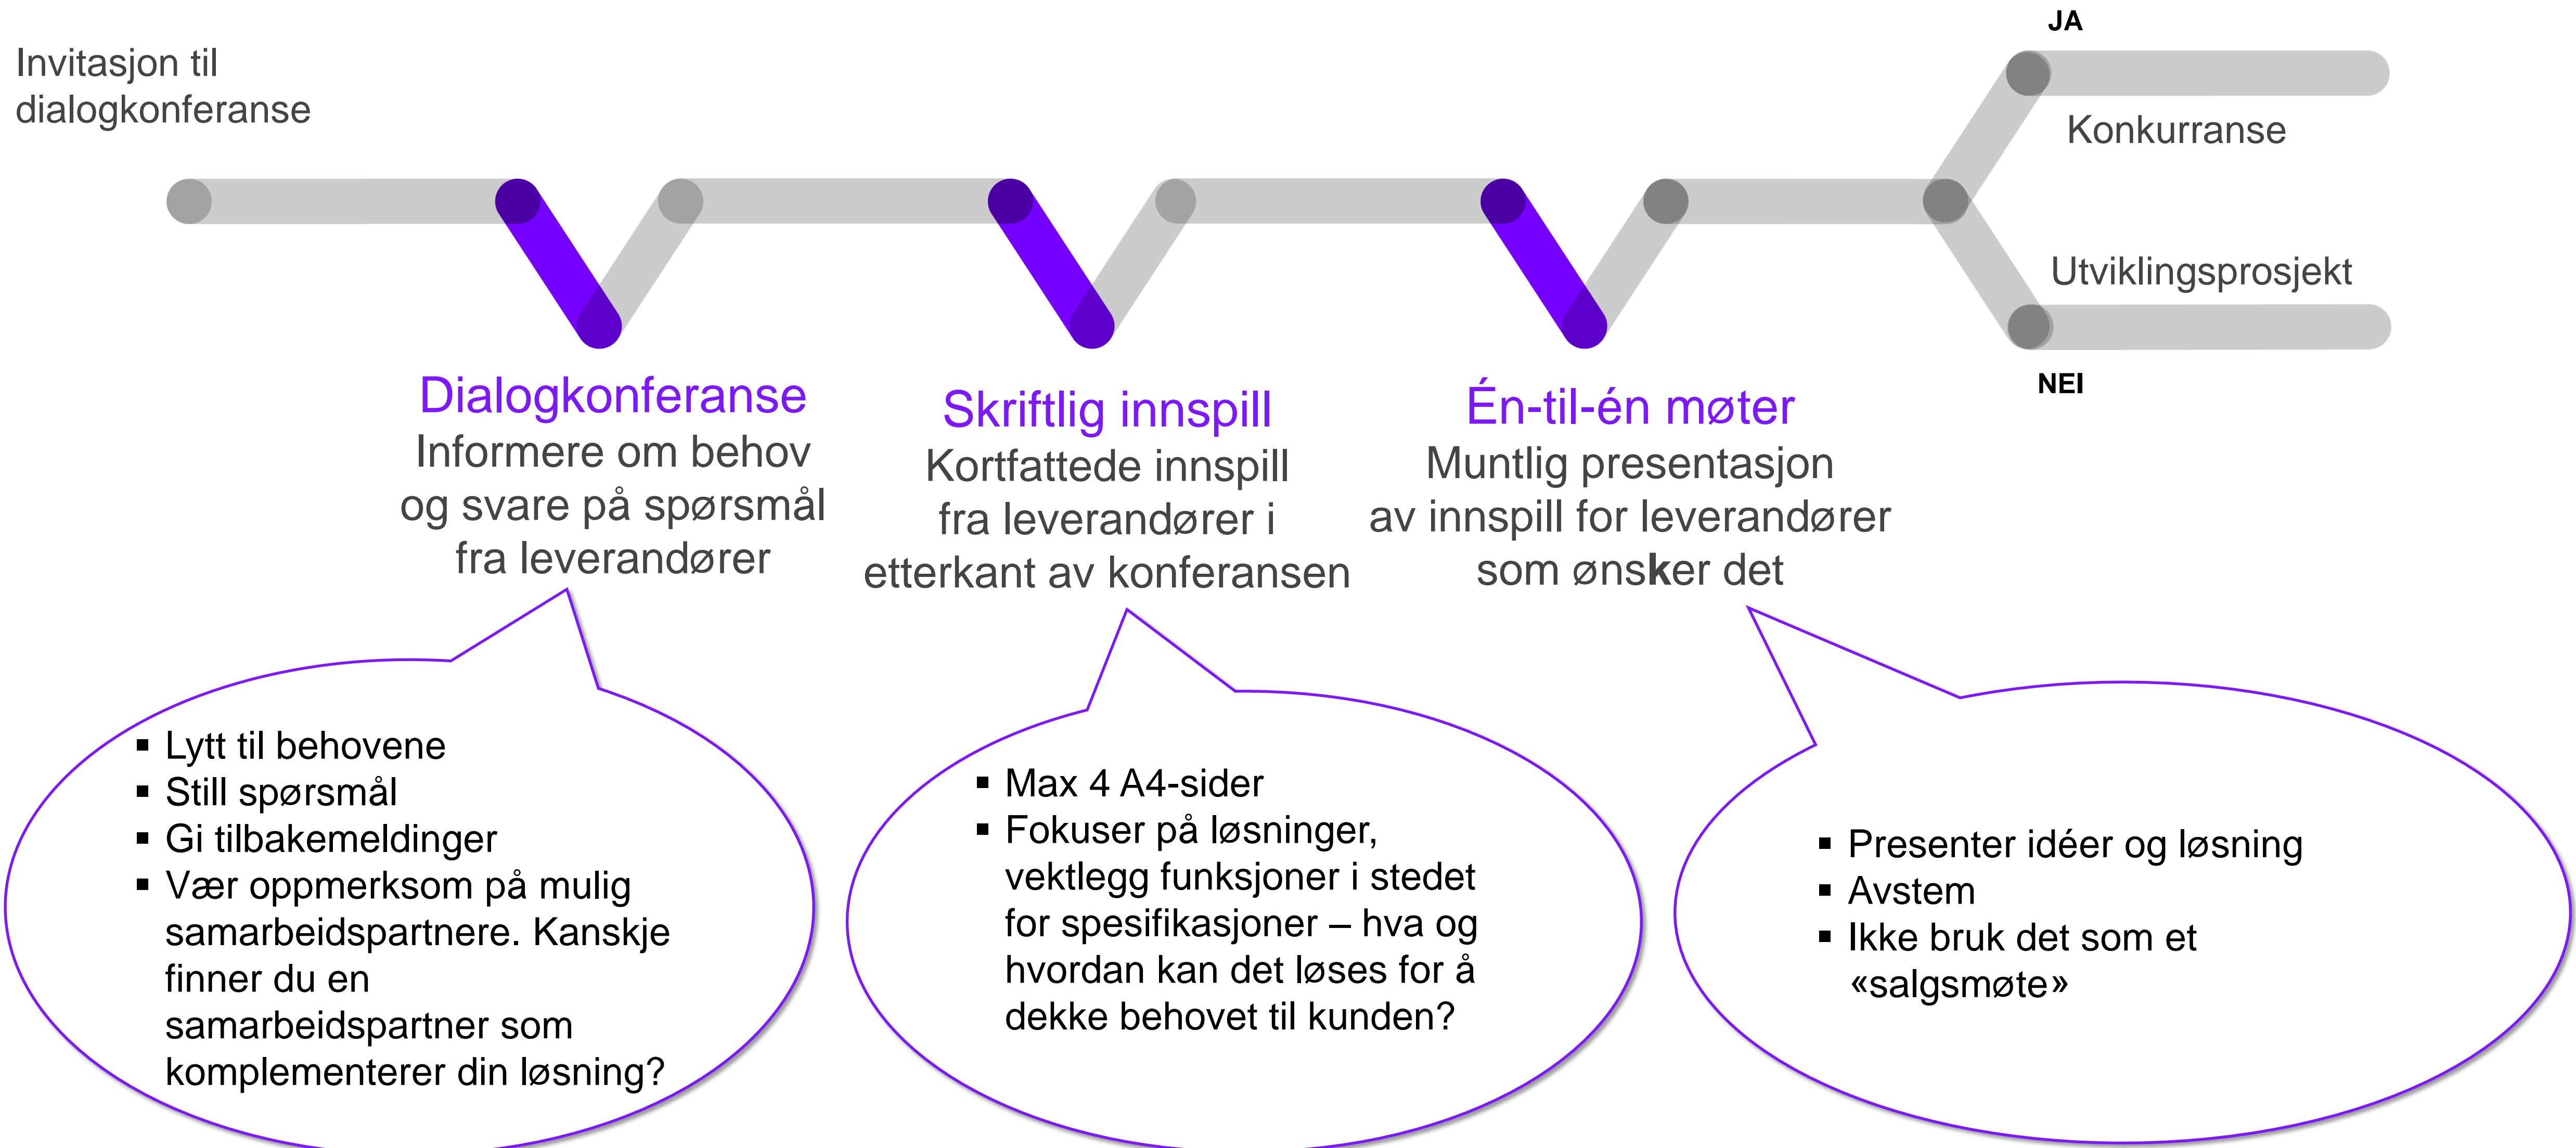 Invitasjon til
dialogkonferanse
JA
Konkurranse
Utviklingsprosjekt
NEI
Dialogkonferanse
Informere om behov
og svare på spørsmål
fra leverandører
Skriftlig innspill
Kortfattede innspill
fra leverandører i
etterkant av konferansen
Én-til-én møter
Muntlig presentasjon
av innspill for leverandører
som ønsker det
▪ Lytt til behovene
▪ Still spørsmål
▪ Gi tilbakemeldinger
▪ Vær oppmerksom på mulig
samarbeidspartnere. Kanskje
finner du en
samarbeidspartner som
komplementerer din løsning?
▪ Max 4 A4-sider
▪ Fokuser på løsninger,
vektlegg funksjoner i stedet
for spesifikasjoner – hva og
hvordan kan det løses for å
dekke behovet til kunden?
▪ Presenter idéer og løsning
▪ Avstem
▪ Ikke bruk det som et
«salgsmøte»